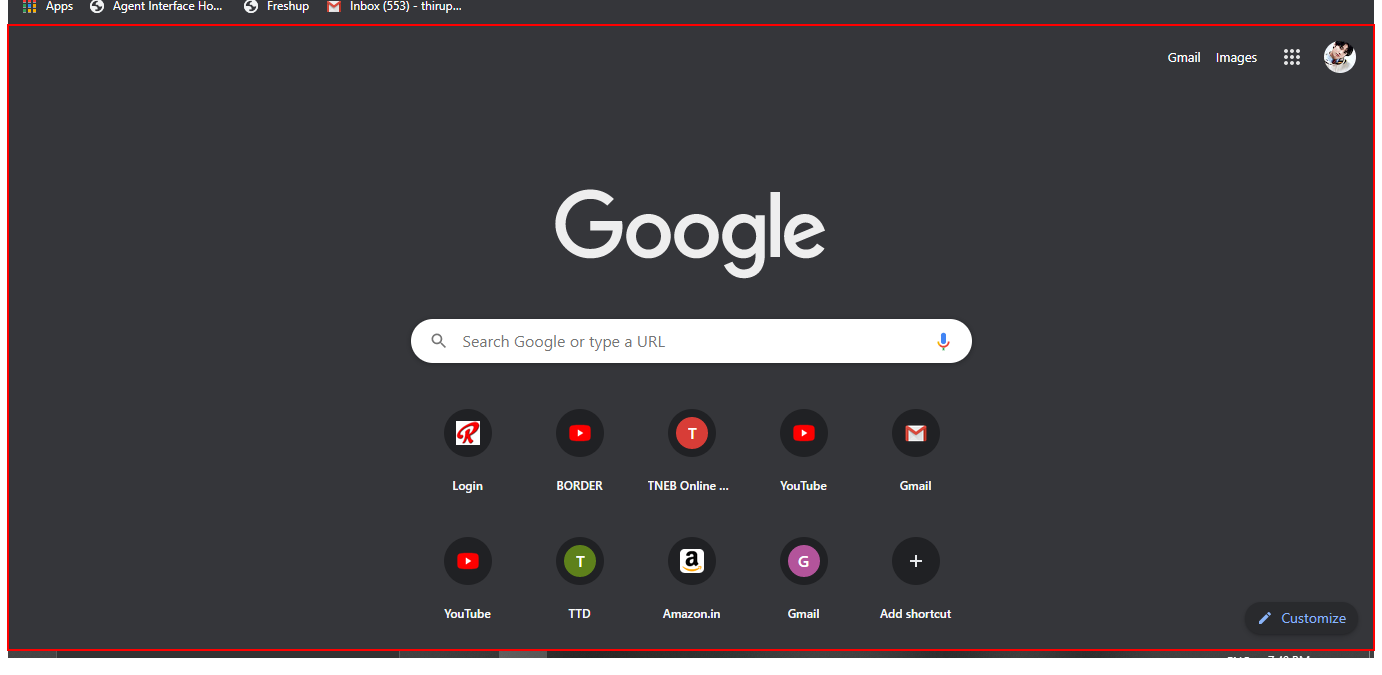 Apps Agent Interface Ho... Freshup Inbox (553) - thirup...
Gmail Images
Google
Search Google or type a URL
T
Login BORDER TNEB Online ... YouTube Gmail
T a G
YouTube TTD Amazon.in Gmail Add shortcut
Customize